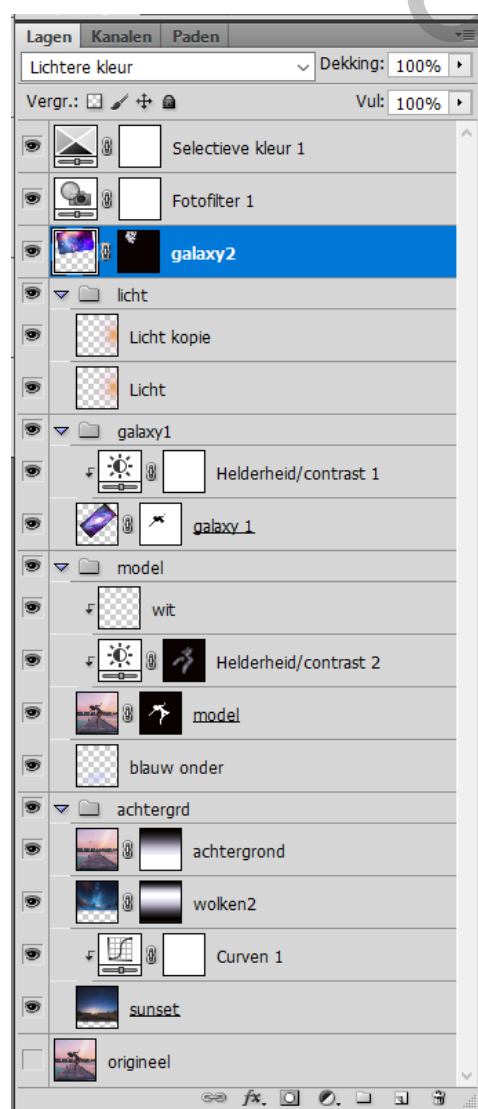 Lagen Kanalen Paden
Lichtere kleur Dekking: 100%
Vergr.: Vul: 100%
Selectieve kleur 1
Fotofilter 1
galaxy2
licht
Licht kopie
Licht
galaxy1
Helderheid/contrast 1
galaxy 1
model
wit
Helderheid/contrast 2
model
blauw onder
achtergrd
achtergrond
wolken2
Curven 1
sunset
origineel
fx.